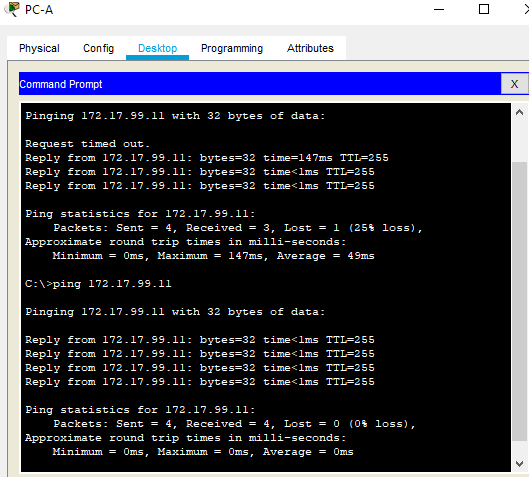 PC-A
Physical Config Desktop Programming Attributes
Command Prompt X
Pinging 172.17.99.11 with 32 bytes of data:
Request timed out.
Reply from 172.17.99.11: bytes=32 time=147ms TTL=255
Reply from 172.17.99.11: bytes=32 time<1ms TTL=255
Reply from 172.17.99.11: bytes=32 time<1ms TTL=255
Ping statistics for 172.17.99.11:
Packets: Sent = 4, Received = 3, Lost = 1 (25% loss),
Approximate round trip times in milli-seconds:
Minimum = 0ms, Maximum = 147ms, Average = 49ms
C:\>ping 172.17.99.11
Pinging 172.17.99.11 with 32 bytes of data:
Reply from 172.17.99.11: bytes=32 time<1ms TTL=255
Reply from 172.17.99.11: bytes=32 time<1ms TTL=255
Reply from 172.17.99.11: bytes=32 time<1ms TTL=255
Reply from 172.17.99.11: bytes=32 time<1ms TTL=255
Ping statistics for 172.17.99.11:
Packets: Sent = 4, Received = 4, Lost = 0 (0% loss),
Approximate round trip times in milli-seconds:
Minimum = 0ms, Maximum = 0ms, Average = 0ms